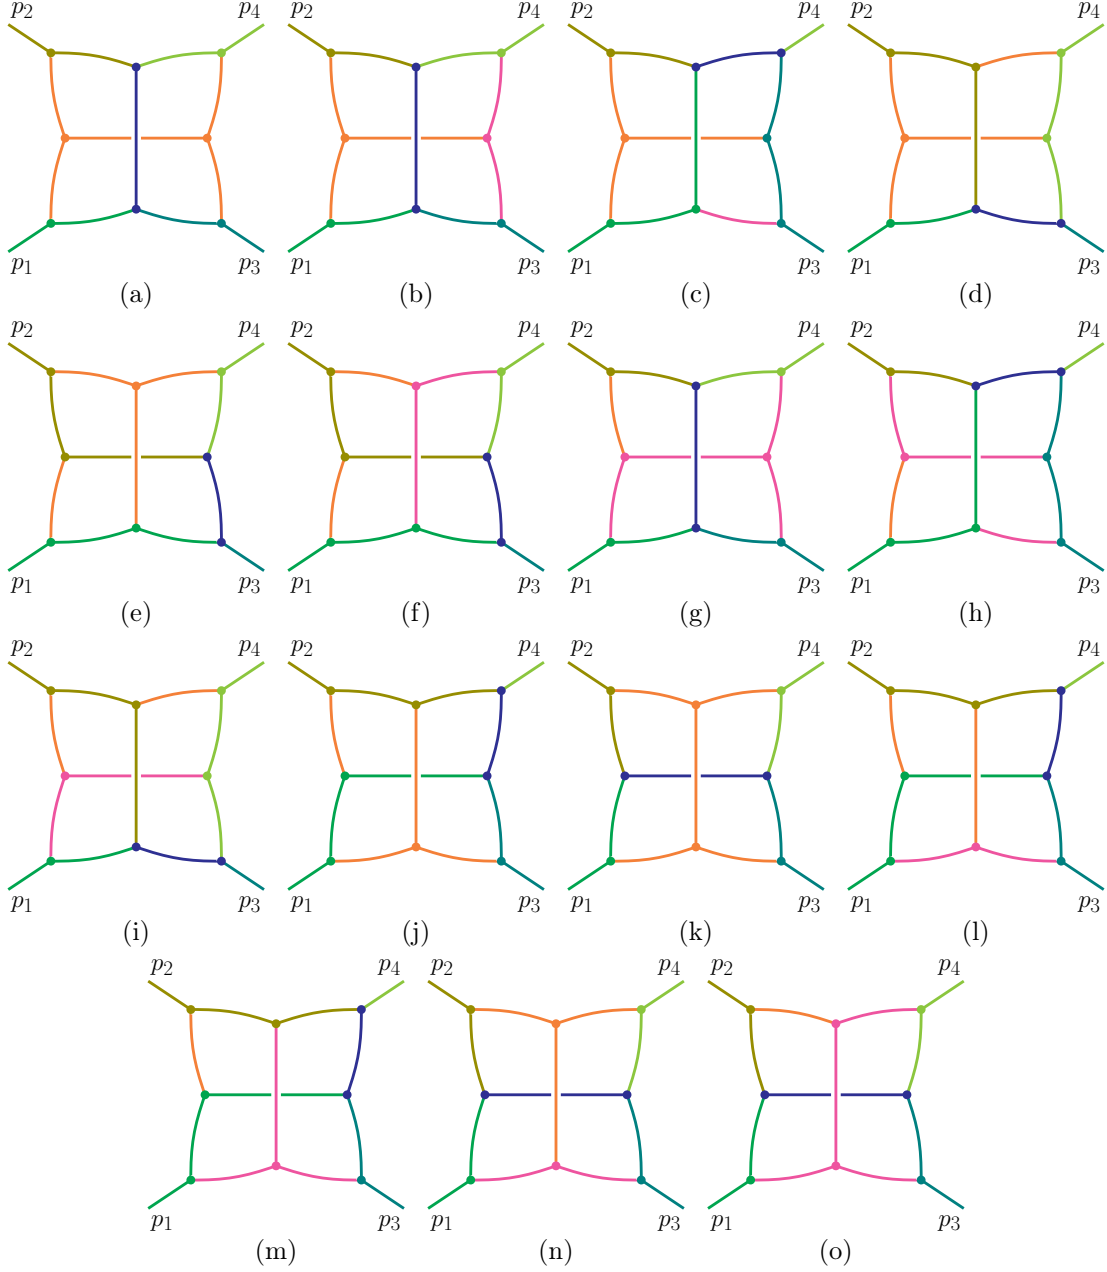 p2 p4 p2 p4 p2 p4 p2 p4
p1 p3 p1 p3 p1 p3 p1 p3
(a) (b) (c) (d)
p2 p4 p2 p4 p2 p4 p2 p4
p1 p3 p1 p3 p1 p3 p1 p3
(e) (f) (g) (h)
p2 p4 p2 p4 p2 p4 p2 p4
p1 p3 p1 p3 p1 p3 p1 p3
(i) (j) (k) (l)
p2 p4 p2 p4 p2 p4
p1 p3 p1 p3 p1 p3
(m) (n) (o)